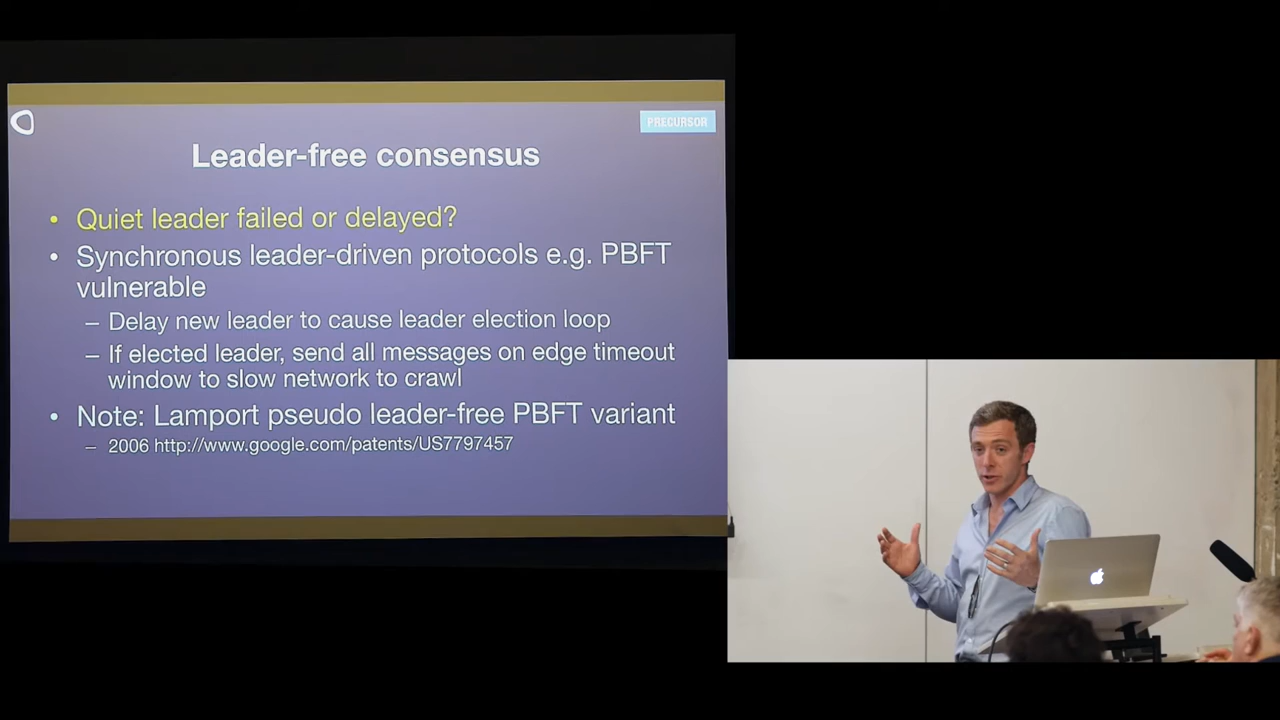 PRECURSOR
Leader-free consensus
• Quiet leader failed or delayed?
• Synchronous leader-driven protocols e.g. PBFT
vulnerable
– Delay new leader to cause leader election loop
– If elected leader, send all messages on edge timeout
window to slow network to crawl
• Note: Lamport pseudo leader-free PBFT variant
– 2006 http://www.google.com/patents/US7797457